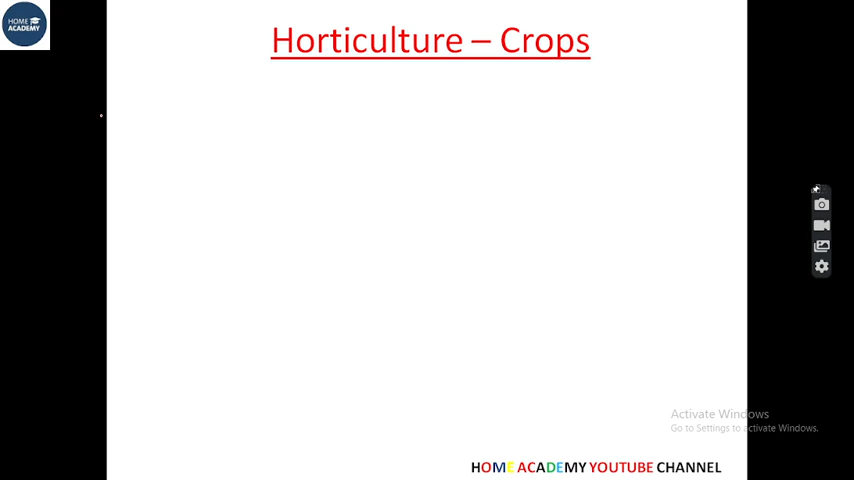 HOME
ACADEMY
Horticulture – Crops
Activate Windows
Go to Settings to activate Windows.
HOME ACADEMY YOUTUBE CHANNEL